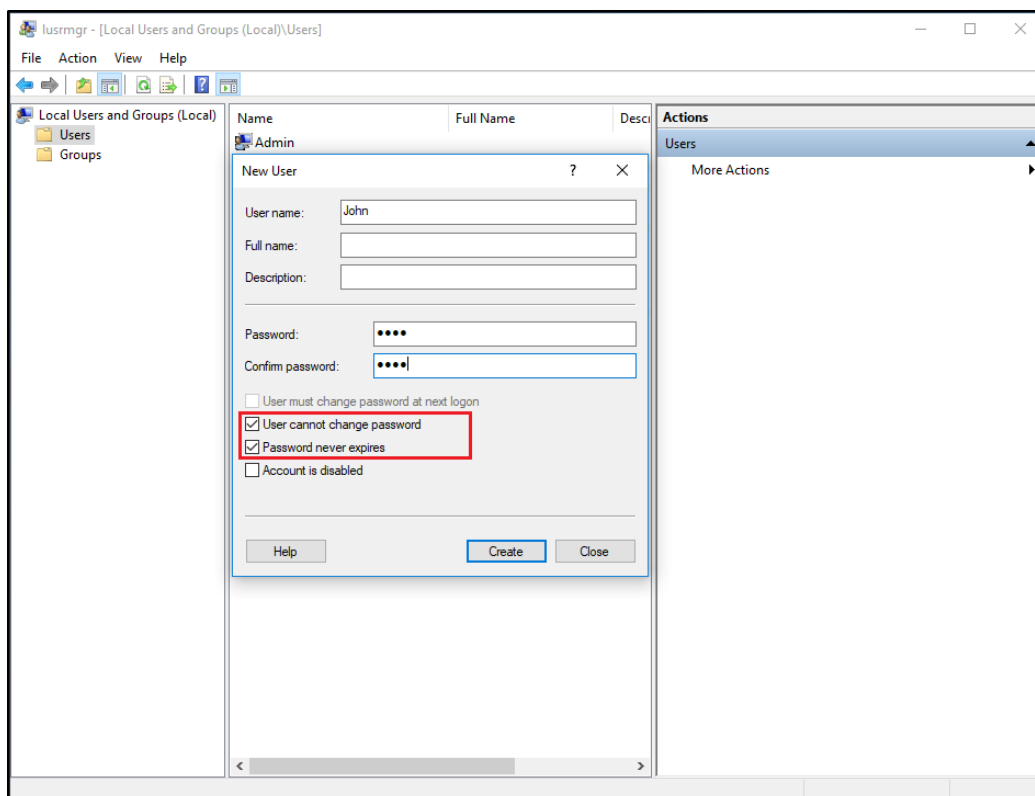 lusrmgr - [Local Users and Groups (Local)\Users]
File Action View Help
Local Users and Groups (Local)
Users
Groups
Name Full Name Descr
Admin
Actions
Users
More Actions
New User
?
User name: John
Full name:
Description:
Password: ••••
Confirm password: ••••
User must change password at next logon
User cannot change password
Password never expires
Account is disabled
Help Create Close